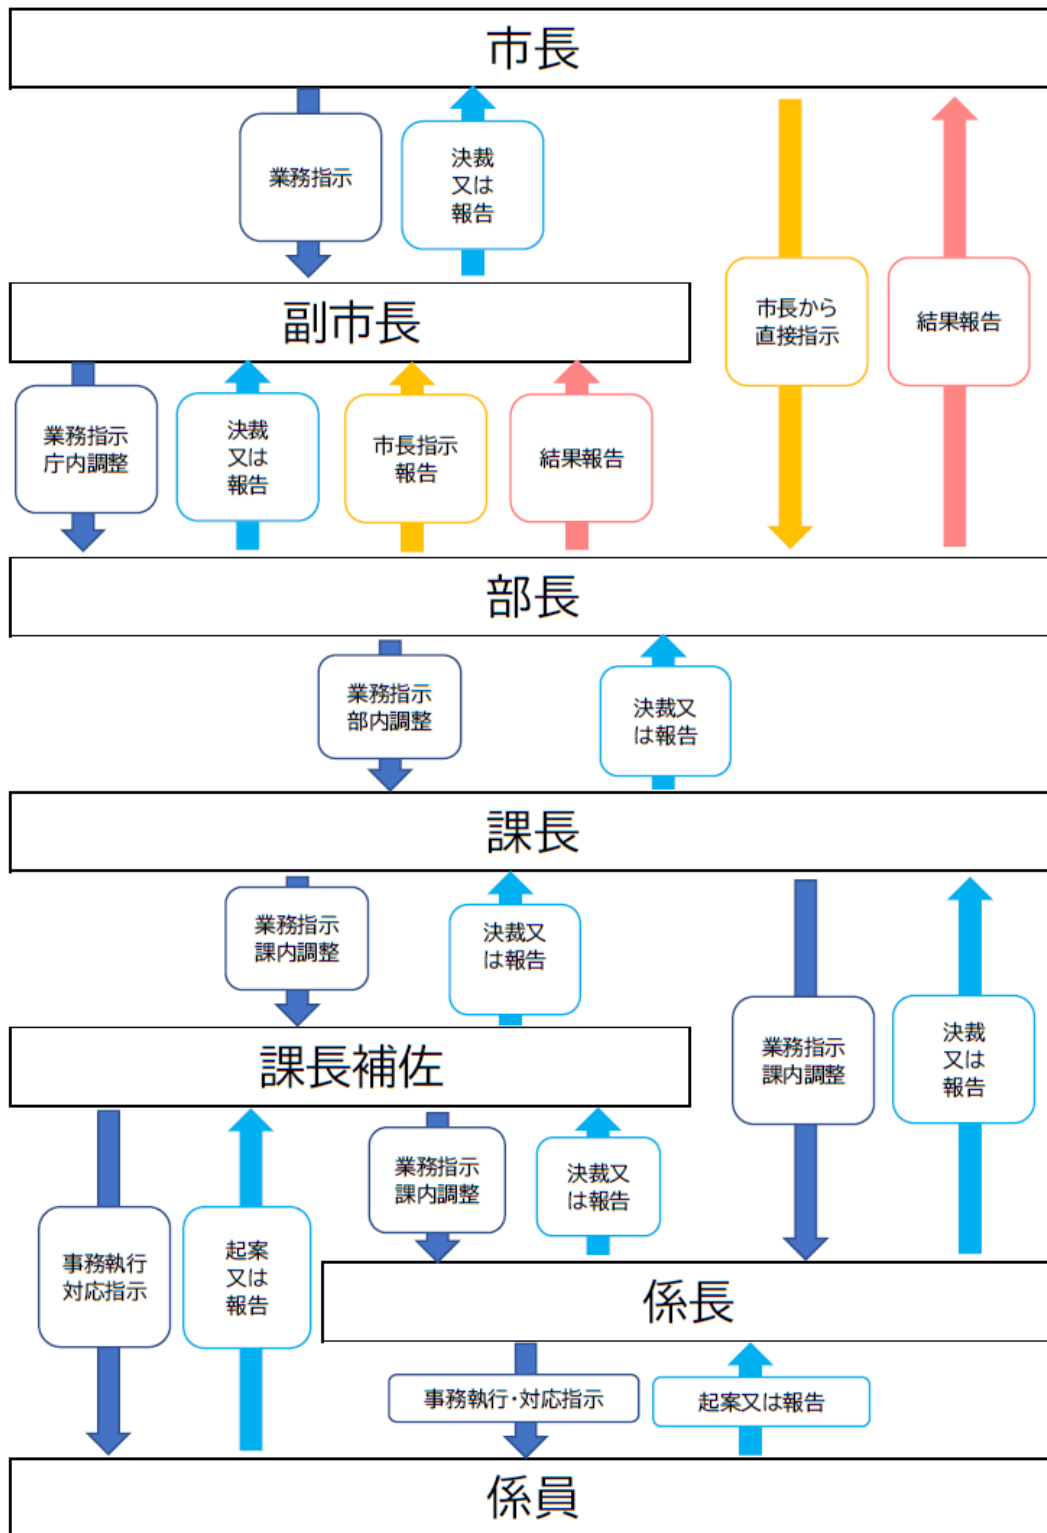 市長
業務指示
決裁
又は
報告
市長から
直接指示
結果報告
副市長
業務指示
庁内調整
決裁
又は
報告
市長指示
報告
結果報告
部長
業務指示
部内調整
決裁又
は報告
課長
業務指示
課内調整
決裁又
は報告
業務指示
課内調整
決裁
又は
報告
課長補佐
事務執行
対応指示
起案
又は
報告
業務指示
課内調整
決裁又
は報告
係長
事務執行・対応指示
起案又は報告
係員